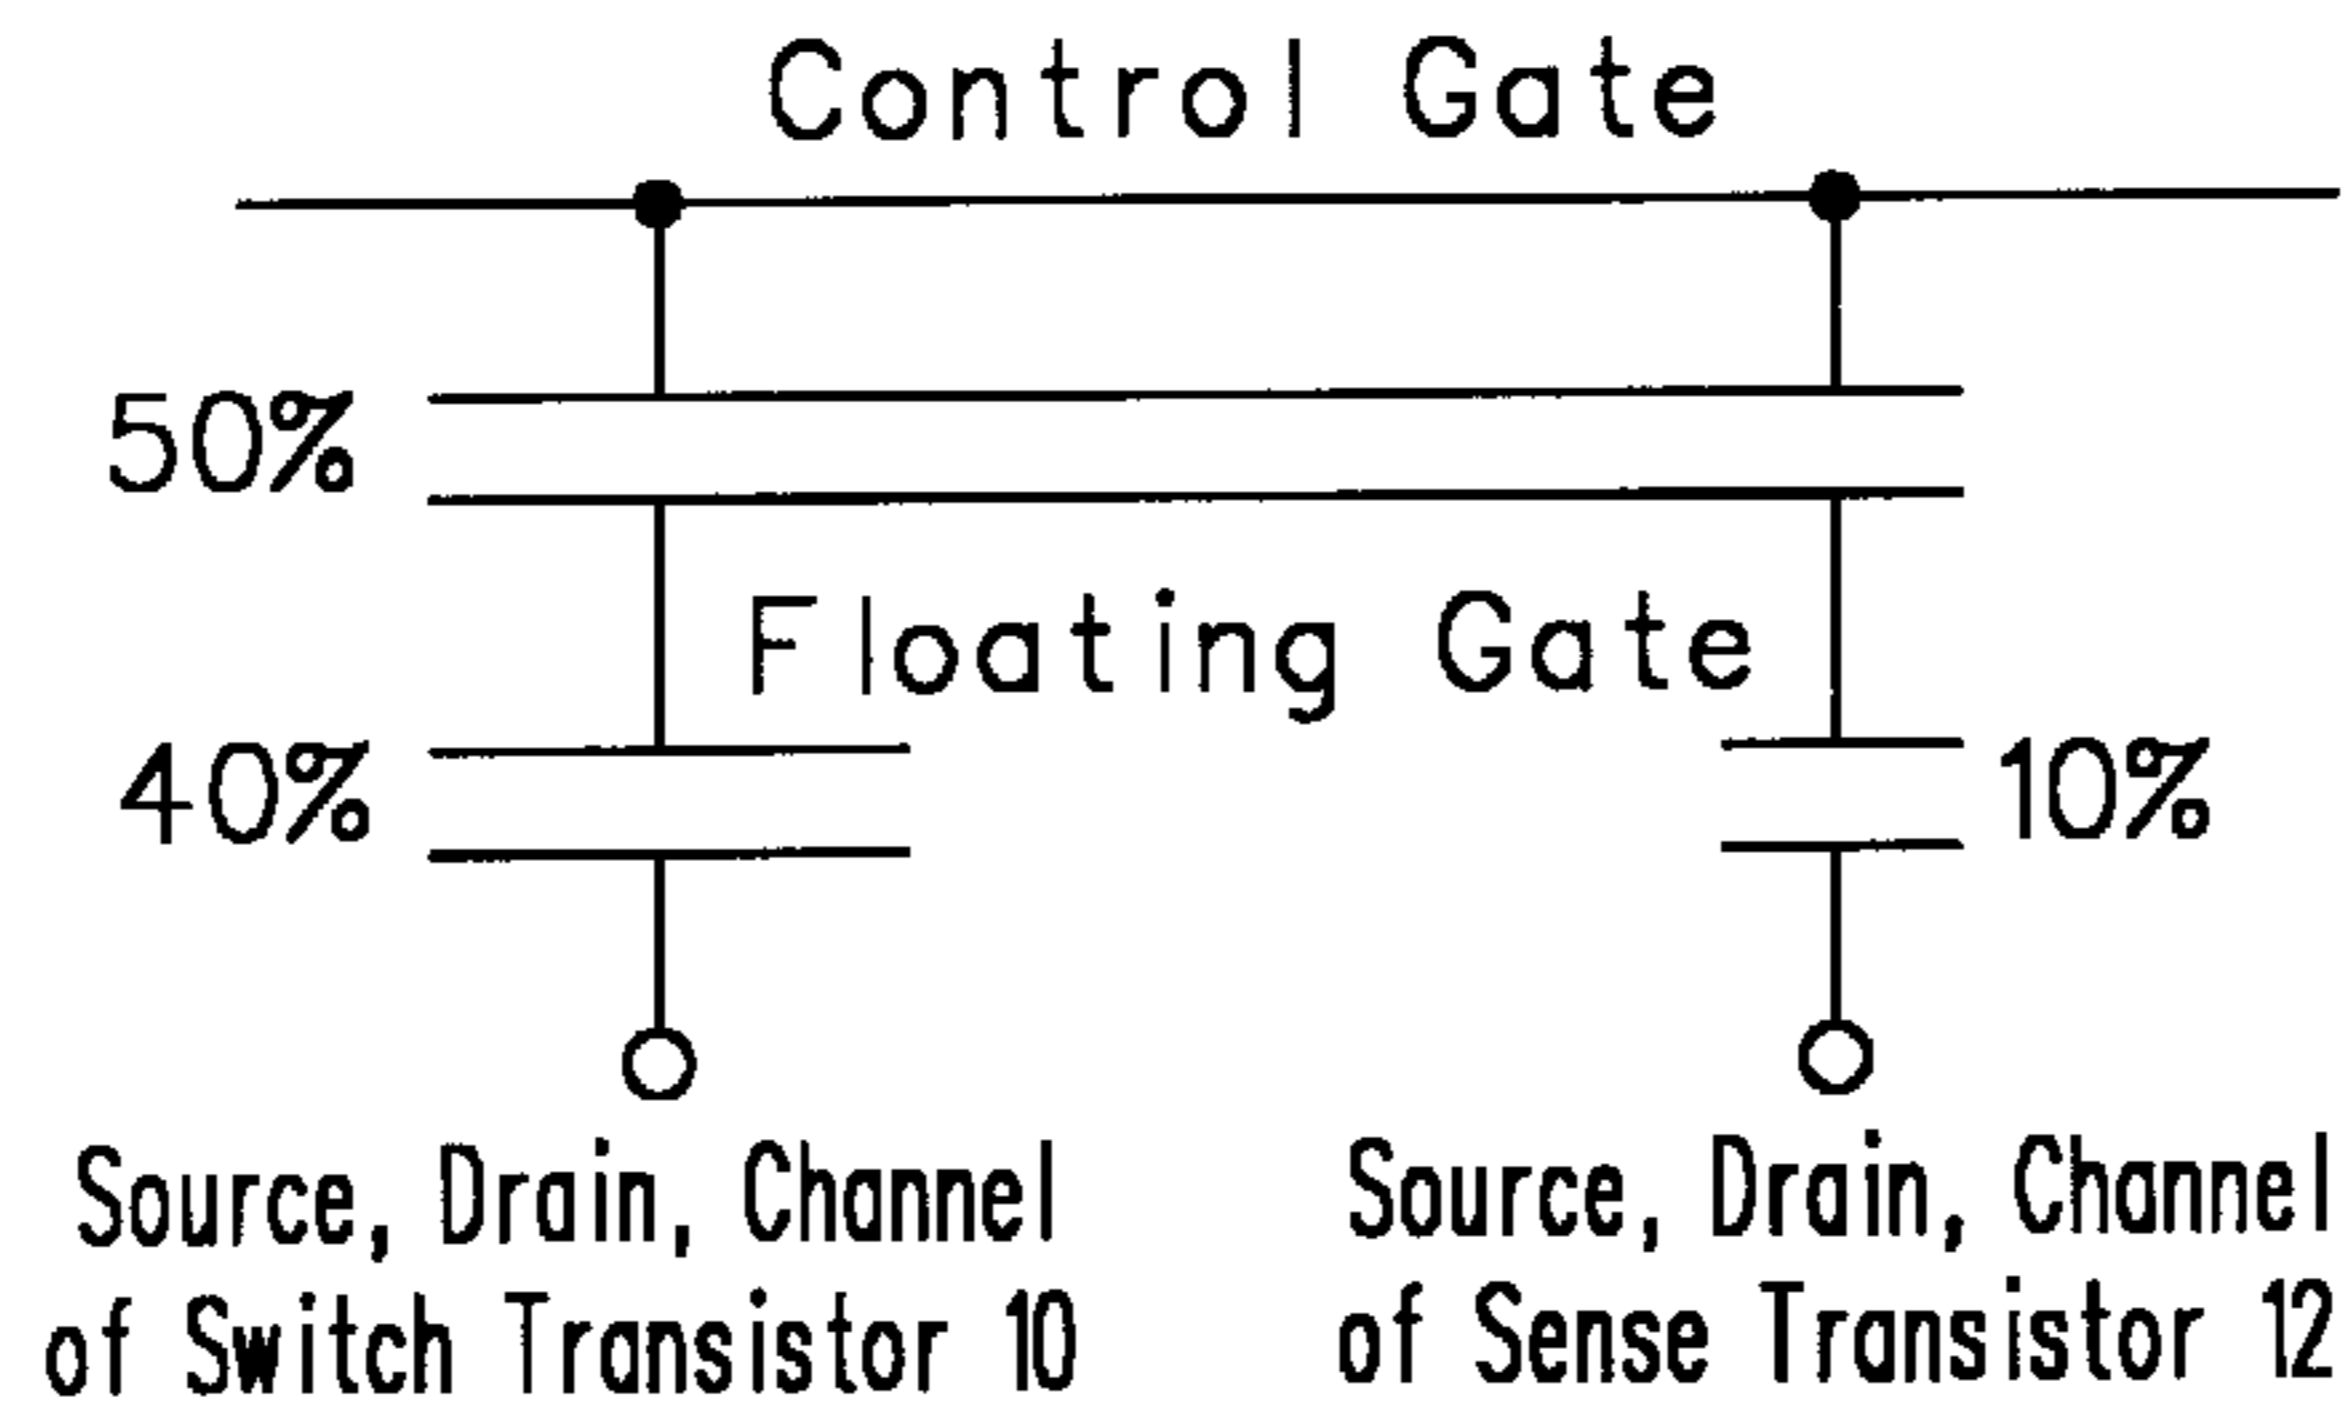 Control Gate
50%
Floating Gate
40%
10%
Source, Drain, Channel
of Switch Transistor 10
Source, Drain, Channel
of Sense Transistor 12